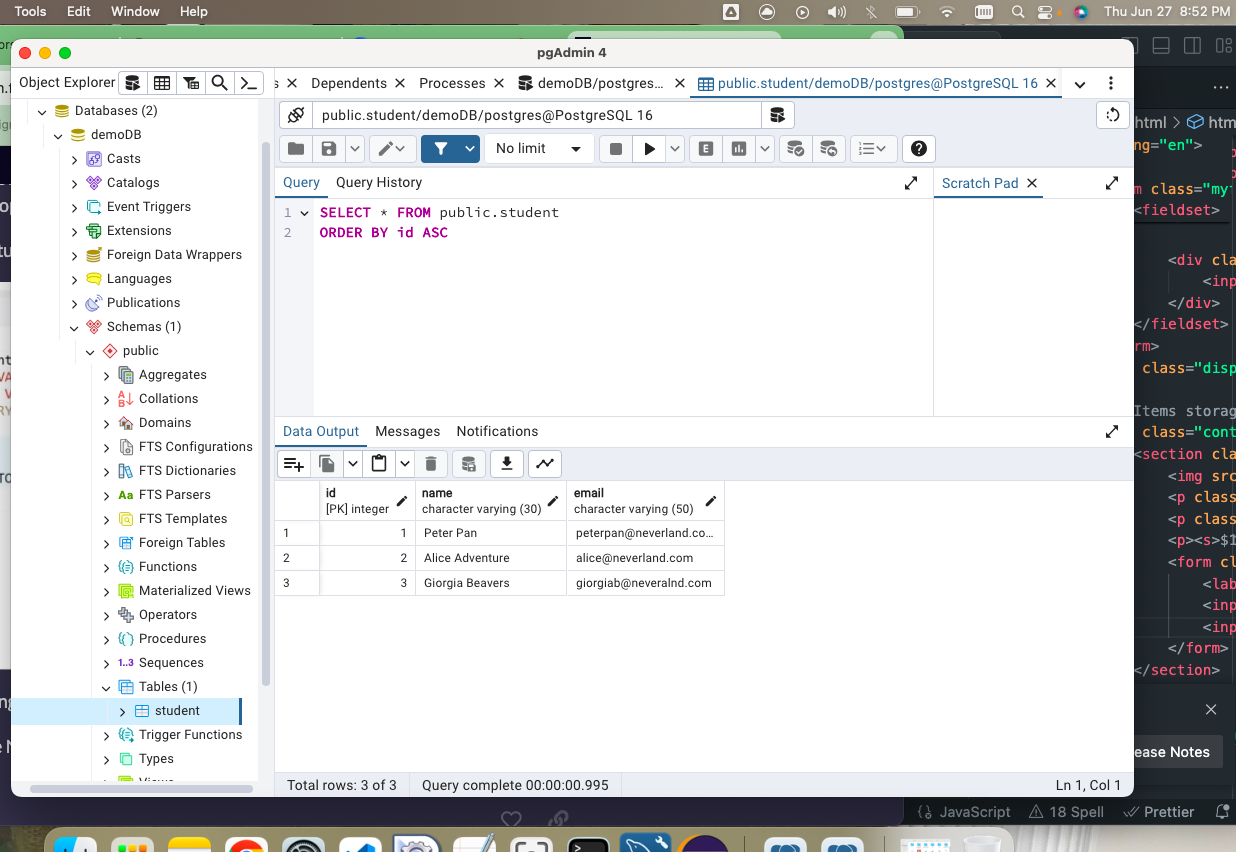 Tools Edit Window Help
Thu Jun 27 8:52 PM
pgAdmin 4
Object Explorer
Dependents
Processes
demoDB/postgres...
public.student/demoDB/postgres@PostgreSQL 16
public.student/demoDB/postgres@PostgreSQL 16
No limit
E
Query
Query History
Scratch Pad
1 SELECT * FROM public.student
2 ORDER BY id ASC
Databases (2)
demoDB
Casts
Catalogs
Event Triggers
Extensions
Foreign Data Wrappers
Languages
Publications
Schemas (1)
public
Aggregates
Collations
Domains
FTS Configurations
FTS Dictionaries
Aa FTS Parsers
FTS Templates
Foreign Tables
Functions
Materialized Views
Operators
Procedures
1..3 Sequences
Tables (1)
student
Trigger Functions
Types
Views
Data Output
Messages
Notifications
id name email
[PK] integer character varying (30) character varying (50)
1 1 Peter Pan peterpan@neverland.co...
2 2 Alice Adventure alice@neverland.com
3 3 Giorgia Beavers giorgiab@neveralnd.com
Total rows: 3 of 3
Query complete 00:00:00.995
Ln 1, Col 1
html > htm
ng="en">
m class="my
<fieldset>
<div cla
<inp
</div>
</fieldset>
rm>
class="disp
Items storag
class="cont
<section cla
<img src
<p class
<p class
<p><s>$1
<form cl
<lab
<inp
<inp
</form>
</section>
ease Notes
JavaScript
18 Spell
Prettier